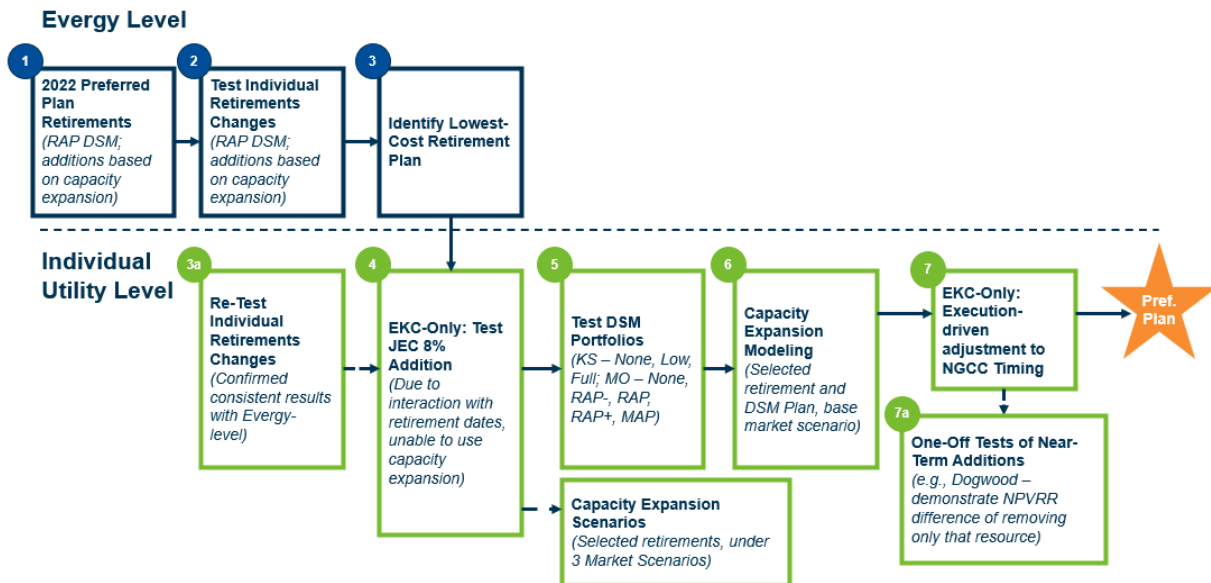 Evergy Level
1
2022 Preferred
Plan
Retirements
(RAP DSM;
additions based
on capacity
expansion)
2
Test Individual
Retirements
Changes
(RAP DSM;
additions based
on capacity
expansion)
3
Identify Lowest-
Cost Retirement
Plan
Individual
Utility Level
3a
Re-Test
Individual
Retirements
Changes
(Confirmed
consistent results
with Evergy-
level)
4
EKC-Only: Test
JEC 8%
Addition
(Due to
interaction with
retirement dates,
unable to use
capacity
expansion)
5
Test DSM
Portfolios
(KS – None, Low,
Full; MO – None,
RAP-, RAP,
RAP+, MAP)
Capacity Expansion
Scenarios
(Selected retirements, under
3 Market Scenarios)
6
Capacity
Expansion
Modeling
(Selected
retirement and
DSM Plan, base
market scenario)
7
EKC-Only:
Execution-
driven
adjustment to
NGCC Timing
7a
One-Off Tests of Near-
Term Additions
(e.g., Dogwood –
demonstrate NPVRR
difference of removing
only that resource)
Pref.
Plan